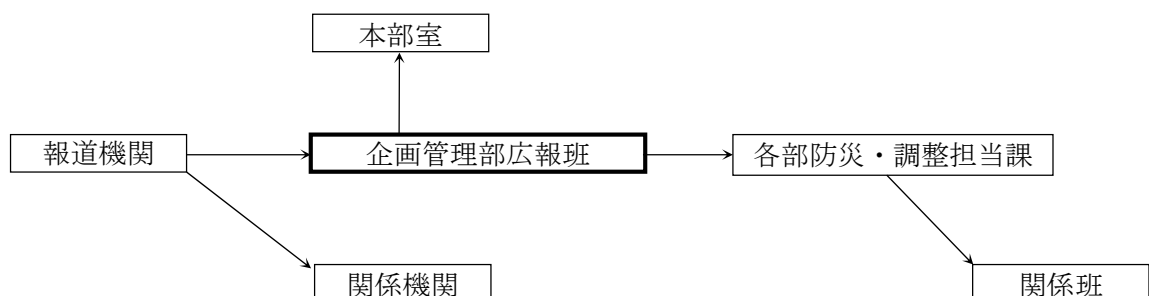 本部室
報道機関
企画管理部広報班
各部防災・調整担当課
関係機関
関係班